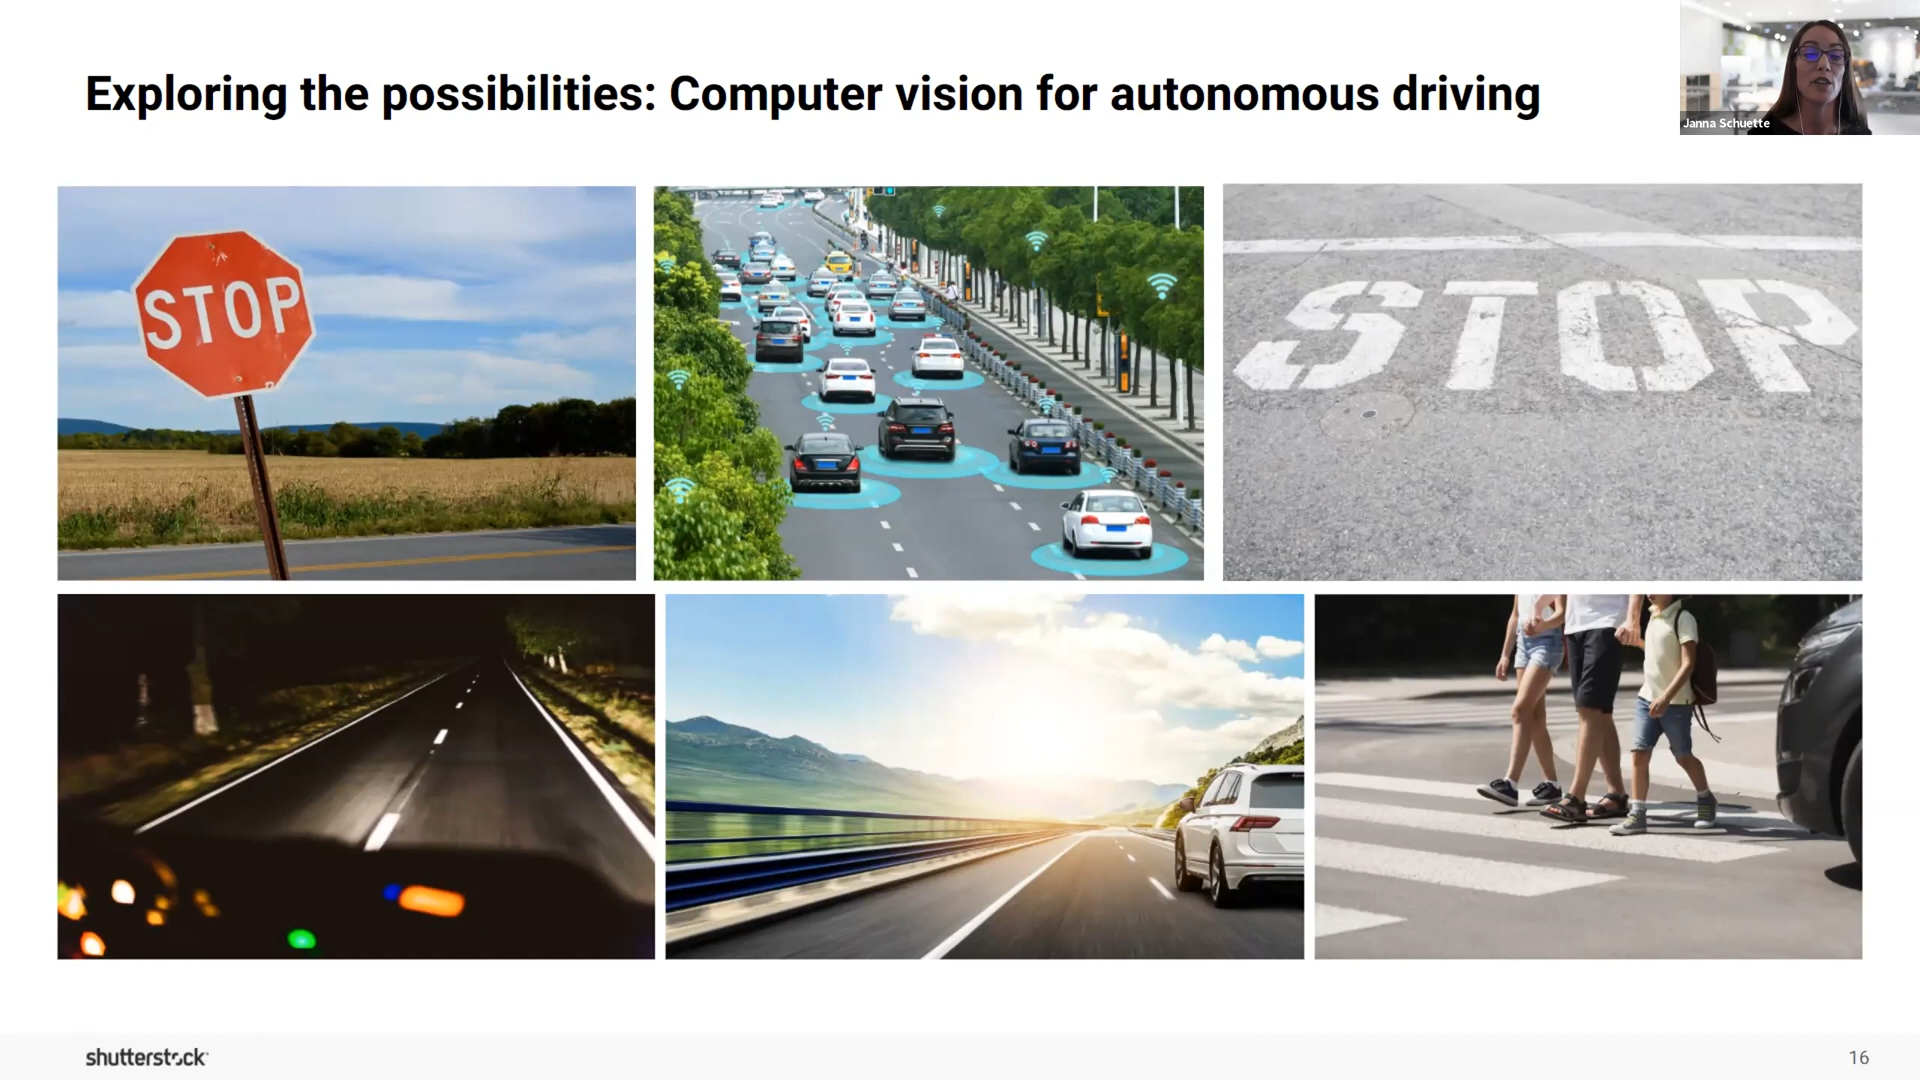 Exploring the possibilities: Computer vision for autonomous driving
Janna Schuette
STOP
STOP
shutterstock
16